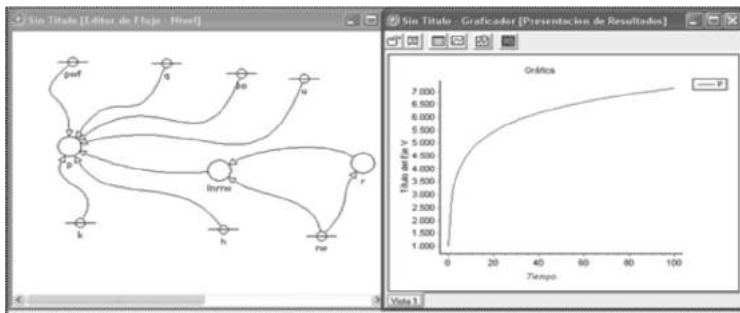 Sin Titulo [Editor de Flujo - Nivel]
pwf
q
βo
u
p
lnrrw
r
k
h
rw
Sin Titulo - Graficador [Presentacion de Resultados]
Gráfica
P
Título del Eje V
7.000
6.500
6.000
5.500
5.000
4.500
4.000
3.500
3.000
2.500
2.000
1.500
1.000
0
20
40
60
80
100
Tiempo
Vista 1